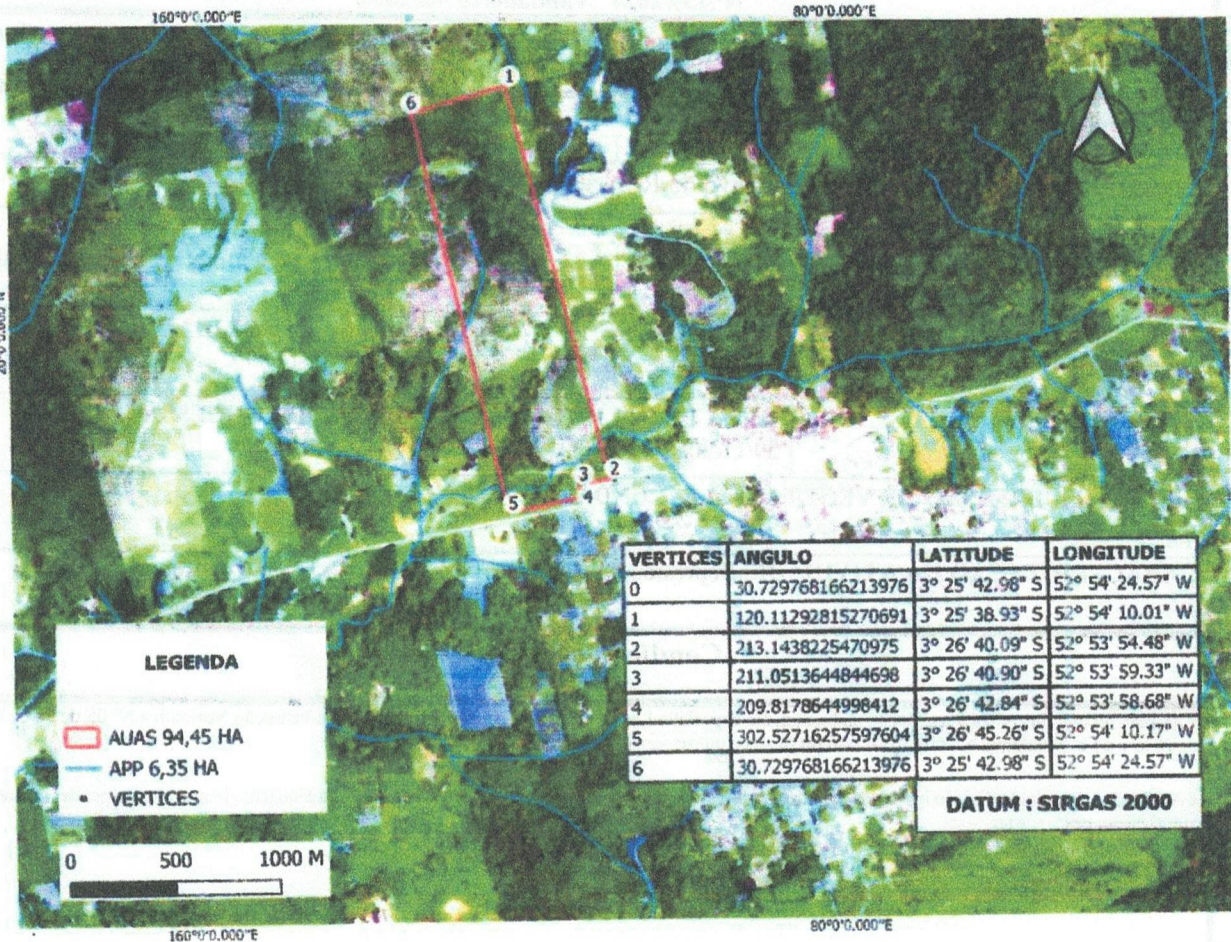 160°0'0.000"E 80°0'0.000"E
N
1
6
20°0'0.000"N
2
3
4
5
VERTICES ANGULO LATITUDE LONGITUDE
0 30.729768166213976 3° 25' 42.98" S 52° 54' 24.57" W
1 120.11292815270691 3° 25' 38.93" S 52° 54' 10.01" W
2 213.1438225470975 3° 26' 40.09" S 52° 53' 54.48" W
3 211.0513644844698 3° 26' 40.90" S 52° 53' 59.33" W
4 209.8178644998412 3° 26' 42.84" S 52° 53' 58.68" W
5 302.52716257597604 3° 26' 45.26" S 52° 54' 10.17" W
6 30.729768166213976 3° 25' 42.98" S 52° 54' 24.57" W
DATUM : SIRGAS 2000
LEGENDA
AUAS 94,45 HA
APP 6,35 HA
VERTICES
0 500 1000 M
160°0'0.000"E 80°0'0.000"E